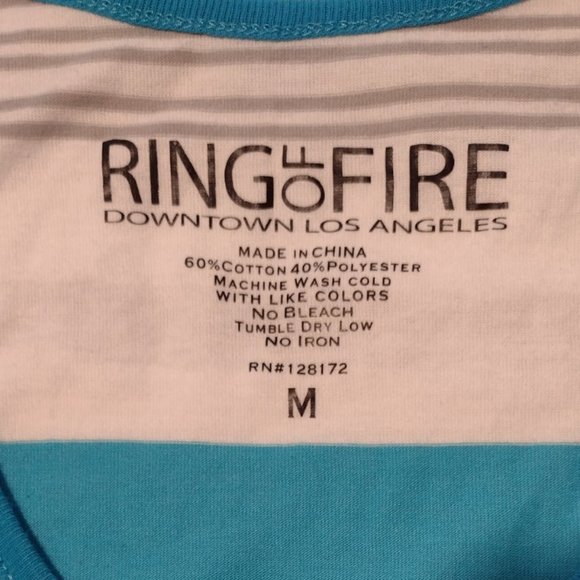 RING OF FIRE
DOWNTOWN LOS ANGELES
MADE IN CHINA
60%COTTON 40%POLYESTER
MACHINE WASH COLD
WITH LIKE COLORS
NO BLEACH
TUMBLE DRY LOW
NO IRON
RN#128172
M